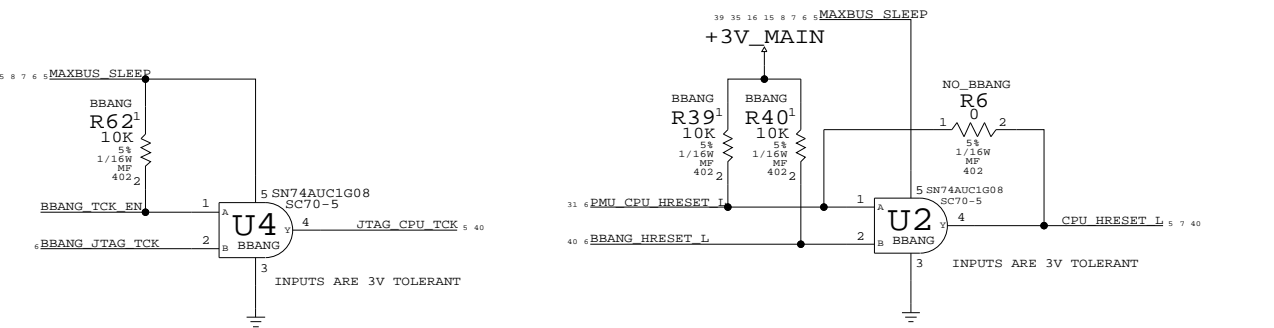 5 8 7 6 5 MAXBUS_SLEEP
BBANG
R62 1
10K
5%
1/16W
MF
402 2
BBANG_TCK_EN
1
A
5 SN74AUC1G08
SC70-5
U4
BBANG
Y
4
JTAG_CPU_TCK 5 40
6 BBANG_JTAG_TCK
2
B
3
INPUTS ARE 3V TOLERANT
39 35 16 15 8 7 6 5 MAXBUS_SLEEP
+3V_MAIN
BBANG
R39 1
10K
5%
1/16W
MF
402 2
BBANG
R40 1
10K
5%
1/16W
MF
402 2
NO_BBANG
R6
0
1
2
5%
1/16W
MF
402
31 6 PMU_CPU_HRESET_L
1
A
5 SN74AUC1G08
SC70-5
U2
BBANG
Y
4
CPU_HRESET_L 5 7 40
40 6 BBANG_HRESET_L
2
B
3
INPUTS ARE 3V TOLERANT